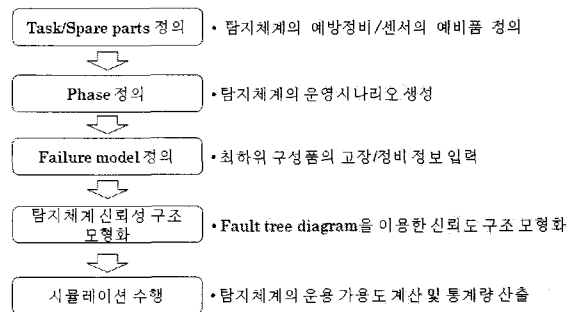 Task/Spare parts 정의
• 탐지체계의 예방정비/센서의 예비품 정의
Phase 정의
• 탐지체계의 운영시나리오 생성
Failure model 정의
• 최하위 구성품의 고장/정비 정보 입력
탐지체계 신뢰성 구조
모형화
• Fault tree diagram을 이용한 신뢰도 구조 모형화
시뮬레이션 수행
• 탐지체계의 운용 가용도 계산 및 통계량 산출